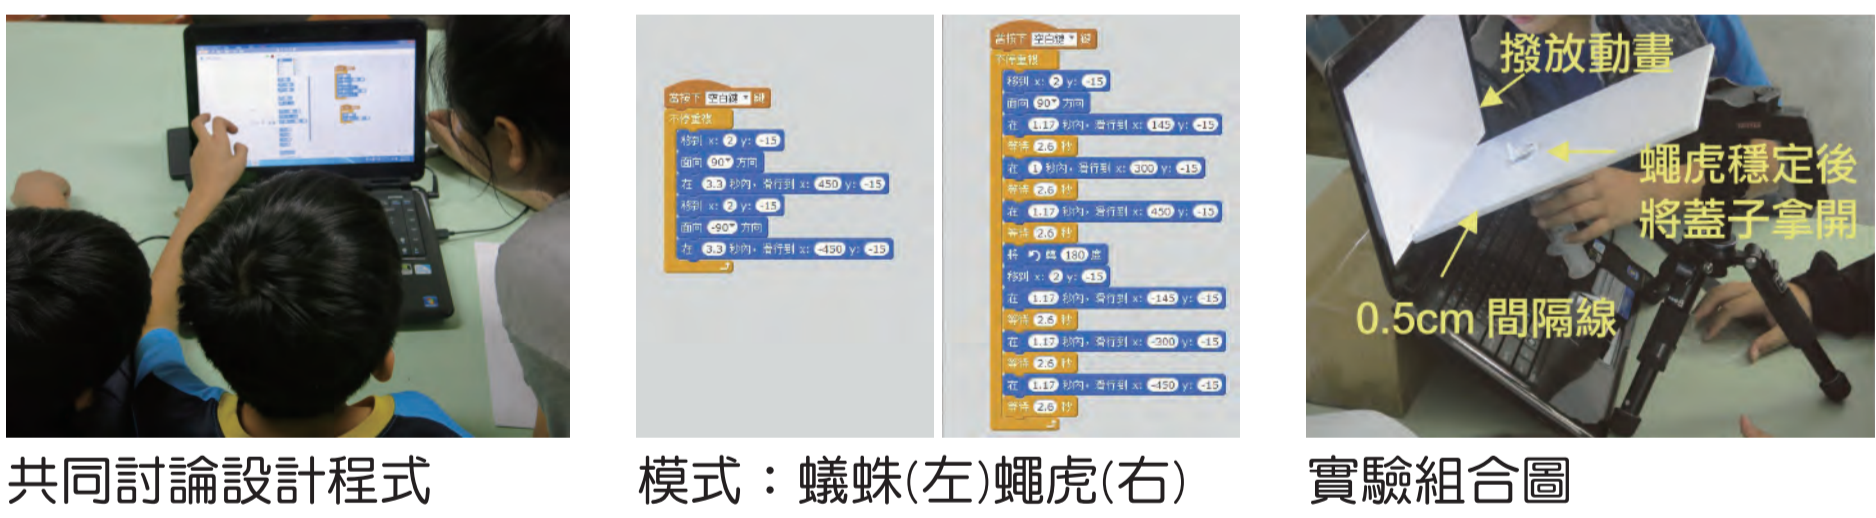 當按下 空白鍵 鍵
不停重複
移到 x: 2 y: -15
面向 90 方向
在 3.3 秒內，滑行到 x: 450 y: -15
移到 x: 2 y: -15
面向 -90 方向
在 3.3 秒內，滑行到 x: -450 y: -15
當按下 空白鍵 鍵
不停重複
移到 x: 2 y: -15
面向 90 方向
在 1.17 秒內，滑行到 x: 145 y: -15
等待 2.6 秒
在 1 秒內，滑行到 x: 300 y: -15
等待 2.6 秒
在 1.17 秒內，滑行到 x: 450 y: -15
等待 2.6 秒
將 轉 180 度
移到 x: 2 y: -15
在 1.17 秒內，滑行到 x: -145 y: -15
等待 2.6 秒
在 1.17 秒內，滑行到 x: -300 y: -15
等待 2.6 秒
在 1.17 秒內，滑行到 x: -450 y: -15
等待 2.6 秒
撥放動畫
蠅虎穩定後
將蓋子拿開
0.5cm 間隔線
共同討論設計程式
模式：蟻蛛(左)蠅虎(右)
實驗組合圖